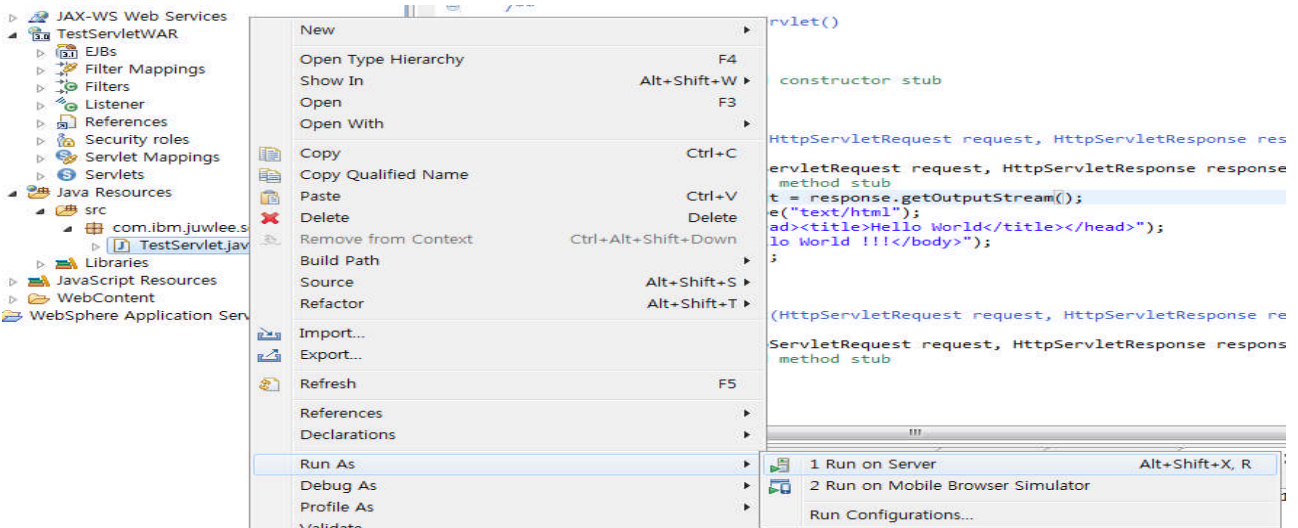 JAX-WS Web Services
TestServletWAR
EJBs
Filter Mappings
Filters
Listener
References
Security roles
Servlet Mappings
Servlets
Java Resources
src
com.ibm.juwlee.s
TestServlet.jav
Libraries
JavaScript Resources
WebContent
WebSphere Application Serv
New
Open Type Hierarchy F4
Show In Alt+Shift+W
Open F3
Open With
Copy Ctrl+C
Copy Qualified Name
Paste Ctrl+V
Delete Delete
Remove from Context Ctrl+Alt+Shift+Down
Build Path
Source Alt+Shift+S
Refactor Alt+Shift+T
Import...
Export...
Refresh F5
References
Declarations
Run As
Debug As
Profile As
Validate
1 Run on Server Alt+Shift+X, R
2 Run on Mobile Browser Simulator
Run Configurations...
/**
rvlet()
constructor stub
HttpServletRequest request, HttpServletResponse res
ervletRequest request, HttpServletResponse response
method stub
t = response.getOutputStream();
e("text/html");
ad><title>Hello World</title></head>");
lo World !!!</body>");
;
(HttpServletRequest request, HttpServletResponse re
ServletRequest request, HttpServletResponse respons
method stub